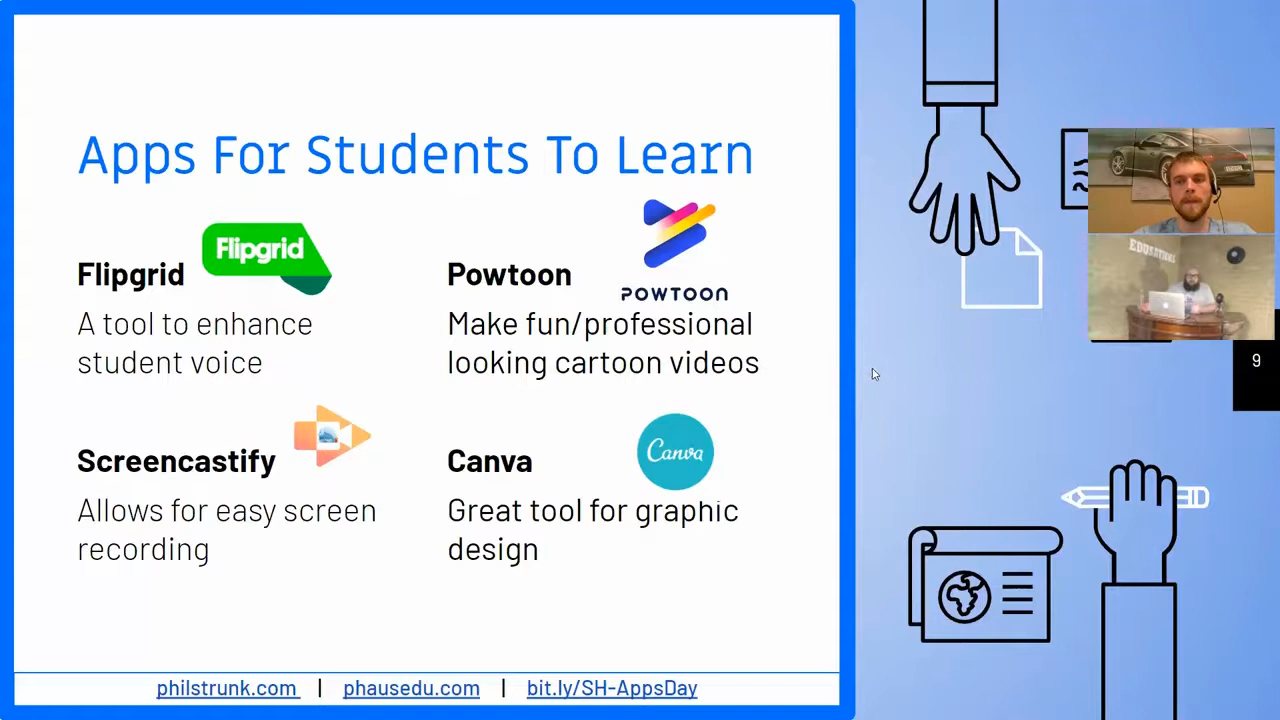 Apps For Students To Learn
Flipgrid
Flipgrid
A tool to enhance
student voice
Powtoon
POWTOON
Make fun/professional
looking cartoon videos
Screencastify
Allows for easy screen
recording
Canva
Canva
Great tool for graphic
design
9
philstrunk.com | phausedu.com | bit.ly/SH-AppsDay